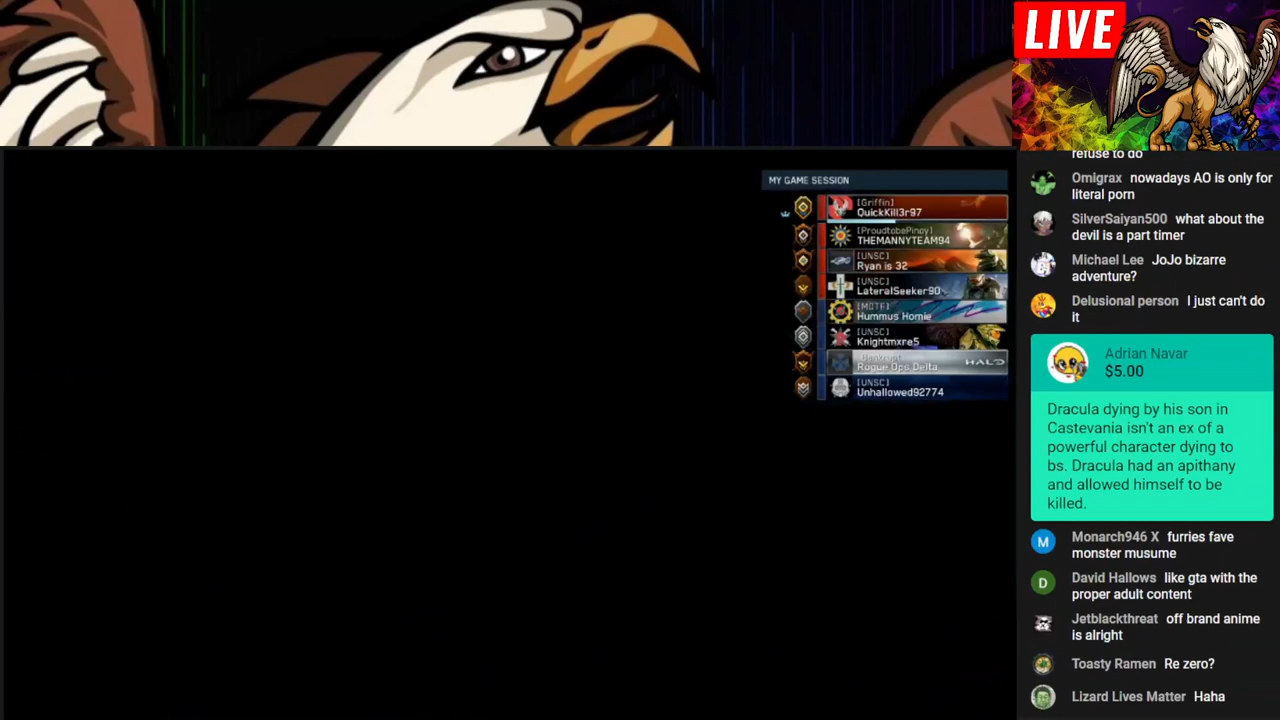 LIVE
MY GAME SESSION
[Griffin]
QuickKill3r97
[ProudtobePinoy]
THEMANNYTEAM94
[UNSC]
Ryan is 32
[UNSC]
LateralSeeker90
[MOTF]
Hummus Homie
[UNSC]
Knightmxre5
Bankrupt
Rogue Ops Delta
HALO
[UNSC]
Unhallowed92774
refuse to do
Omigrax nowadays AO is only for
literal porn
SilverSaiyan500 what about the
devil is a part timer
Michael Lee JoJo bizarre
adventure?
Delusional person I just can't do
it
Adrian Navar
$5.00
Dracula dying by his son in
Castevania isn't an ex of a
powerful character dying to
bs. Dracula had an apithany
and allowed himself to be
killed.
M
Monarch946 X furries fave
monster musume
D
David Hallows like gta with the
proper adult content
Jetblackthreat off brand anime
is alright
Toasty Ramen Re zero?
Lizard Lives Matter Haha